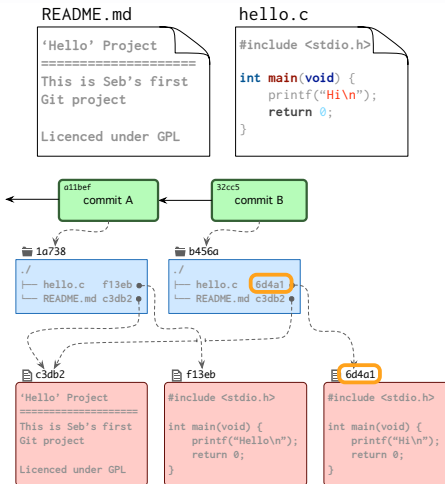 README.md
‘Hello’ Project
=====================
This is Seb’s first
Git project
Licenced under GPL
hello.c
#include <stdio.h>
int main(void) {
printf(“Hi\n”);
return 0;
}
a11bef
commit A
32cc5
commit B
1a738
./
├── hello.c f13eb
└── README.md c3db2
b456a
./
├── hello.c 6d4a1
└── README.md c3db2
c3db2
‘Hello’ Project
====================
This is Seb’s first
Git project
Licenced under GPL
f13eb
#include <stdio.h>
int main(void) {
printf(“Hello\n”);
return 0;
}
6d4a1
#include <stdio.h>
int main(void) {
printf(“Hi\n”);
return 0;
}